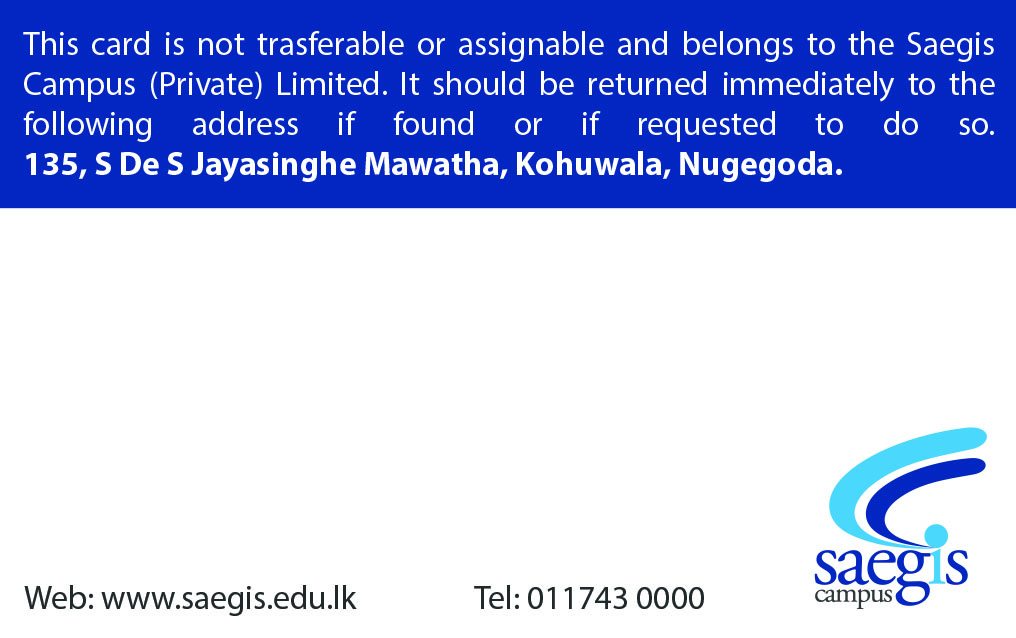 This card is not trasferable or assignable and belongs to the Saegis
Campus (Private) Limited. It should be returned immediately to the
following address if found or if requested to do so.
135, S De S Jayasinghe Mawatha, Kohuwala, Nugegoda.
saegis
campus
Web: www.saegis.edu.lk Tel: 011743 0000